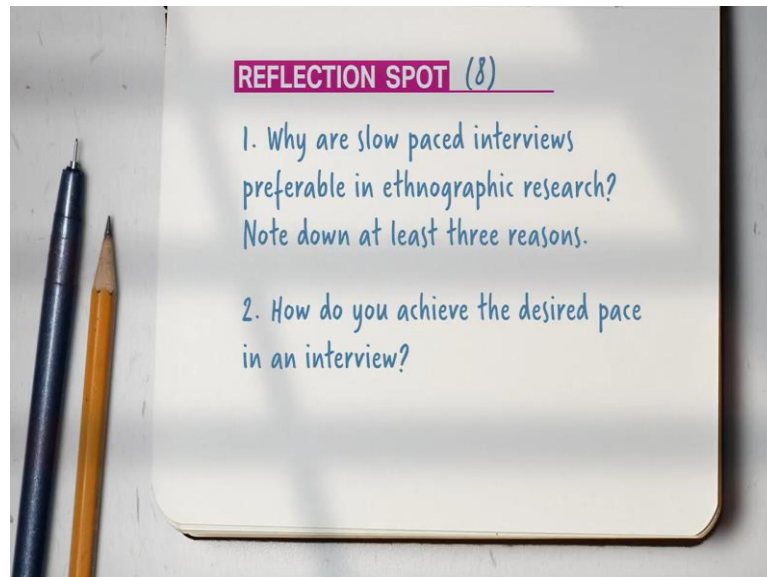 REFLECTION SPOT (8)
1. Why are slow paced interviews
preferable in ethnographic research?
Note down at least three reasons.
2. How do you achieve the desired pace
in an interview?